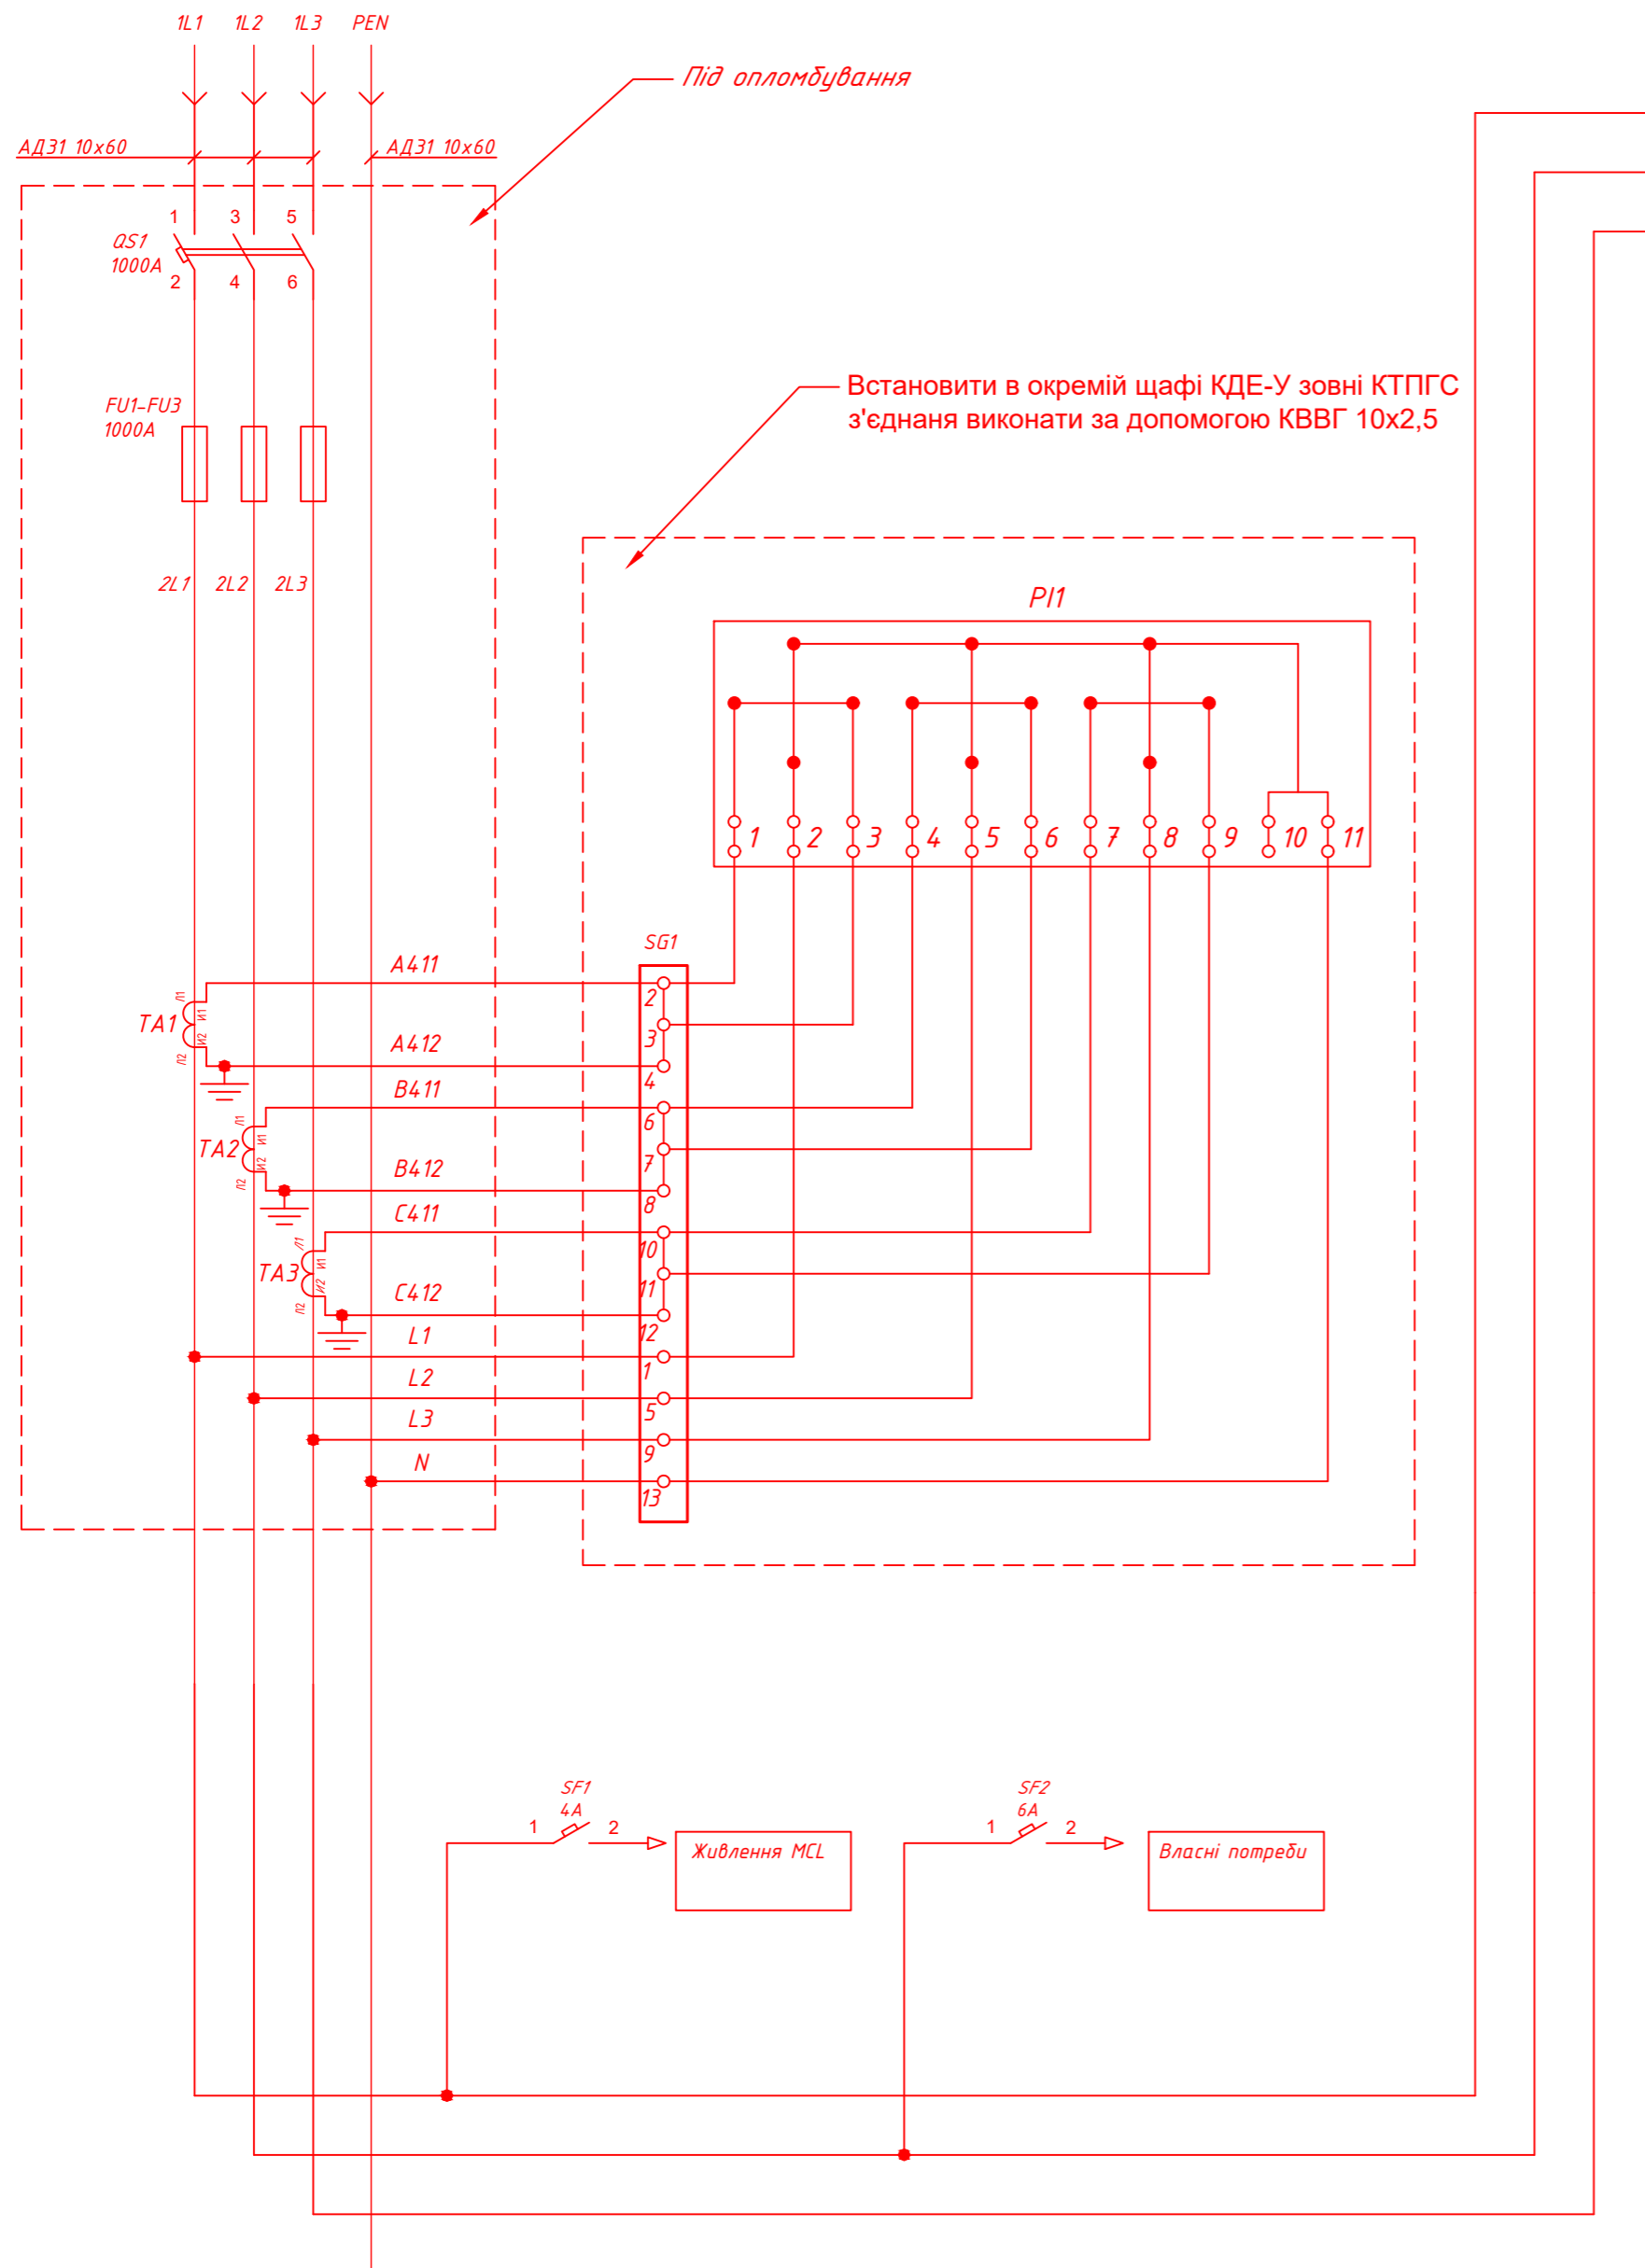 1L1 1L2 1L3 PEN
Під опломбування
АД31 10х60 АД31 10х60
1 3 5
QS1
1000А
2 4 6
Встановити в окремій щафі КДЕ-У зовні КТПГС
з'єднаня виконати за допомогою КВВГ 10х2,5
FU1-FU3
1000А
2L1 2L2 2L3
PI1
1 2 3 4 5 6 7 8 9 10 11
SG1
A411
2
Л1
И1
TA1
3
И2
Л2
A412
4
B411
6
Л1
И1
TA2
7
И2
Л2
B412
8
C411
10
Л1
И1
TA3
11
И2
Л2
C412
12
L1
1
L2
5
L3
9
N
13
SF1
4A
1 2
Живлення MCL
SF2
6A
1 2
Власні потреби